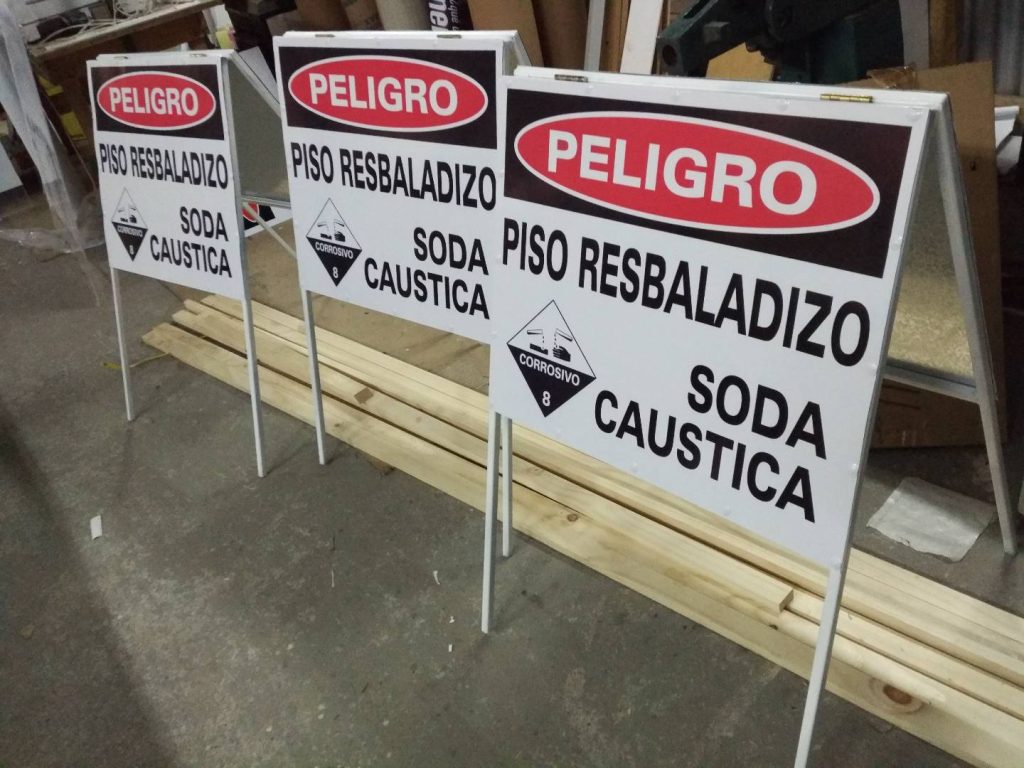 PELIGRO
PISO RESBALADIZO
CORROSIVO
8
SODA
CAUSTICA
PELIGRO
PISO RESBALADIZO
CORROSIVO
8
SODA
CAUSTICA
PELIGRO
PISO RESBALADIZO
CORROSIVO
8
SODA
CAUSTICA